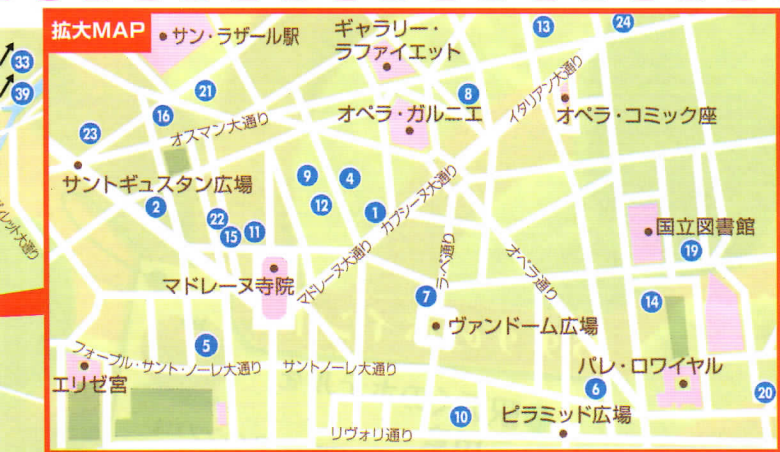 拡大MAP
サン・ラザール駅
ギャラリー・
ラファイエット
13
24
33
39
21
8
16
オスマン大通り
オペラ・ガルニエ
イタリアン大通り
オペラ・コミック座
23
サントギュスタン広場
9
4
2
12
1
カプシーヌ大通り
22
15
11
国立図書館
19
マドレーヌ寺院
マドレーヌ大通り
ラ・ペ通り
オペラ通り
7
14
ヴァンドーム広場
5
フォーブル・サント・ノーレ大通り
サントノーレ大通り
エリゼ宮
パレ・ロワイヤル
6
20
10
ピラミッド広場
リヴォリ通り